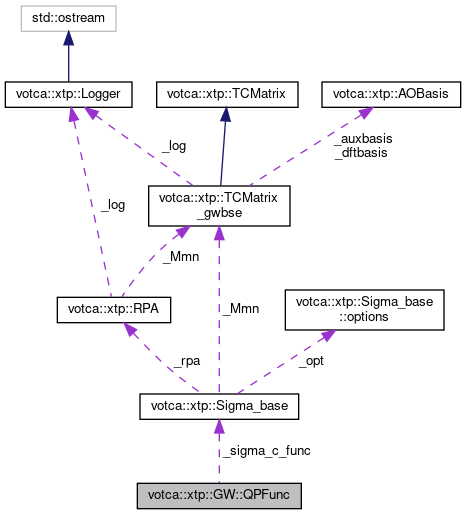 std::ostream
votca::xtp::Logger
votca::xtp::TCMatrix
votca::xtp::AOBasis
_log
_auxbasis
_dftbasis
votca::xtp::TCMatrix
_gwbse
_log
_Mmn
votca::xtp::RPA
_Mmn
votca::xtp::Sigma_base
::options
_rpa
_opt
votca::xtp::Sigma_base
_sigma_c_func
votca::xtp::GW::QPFunc